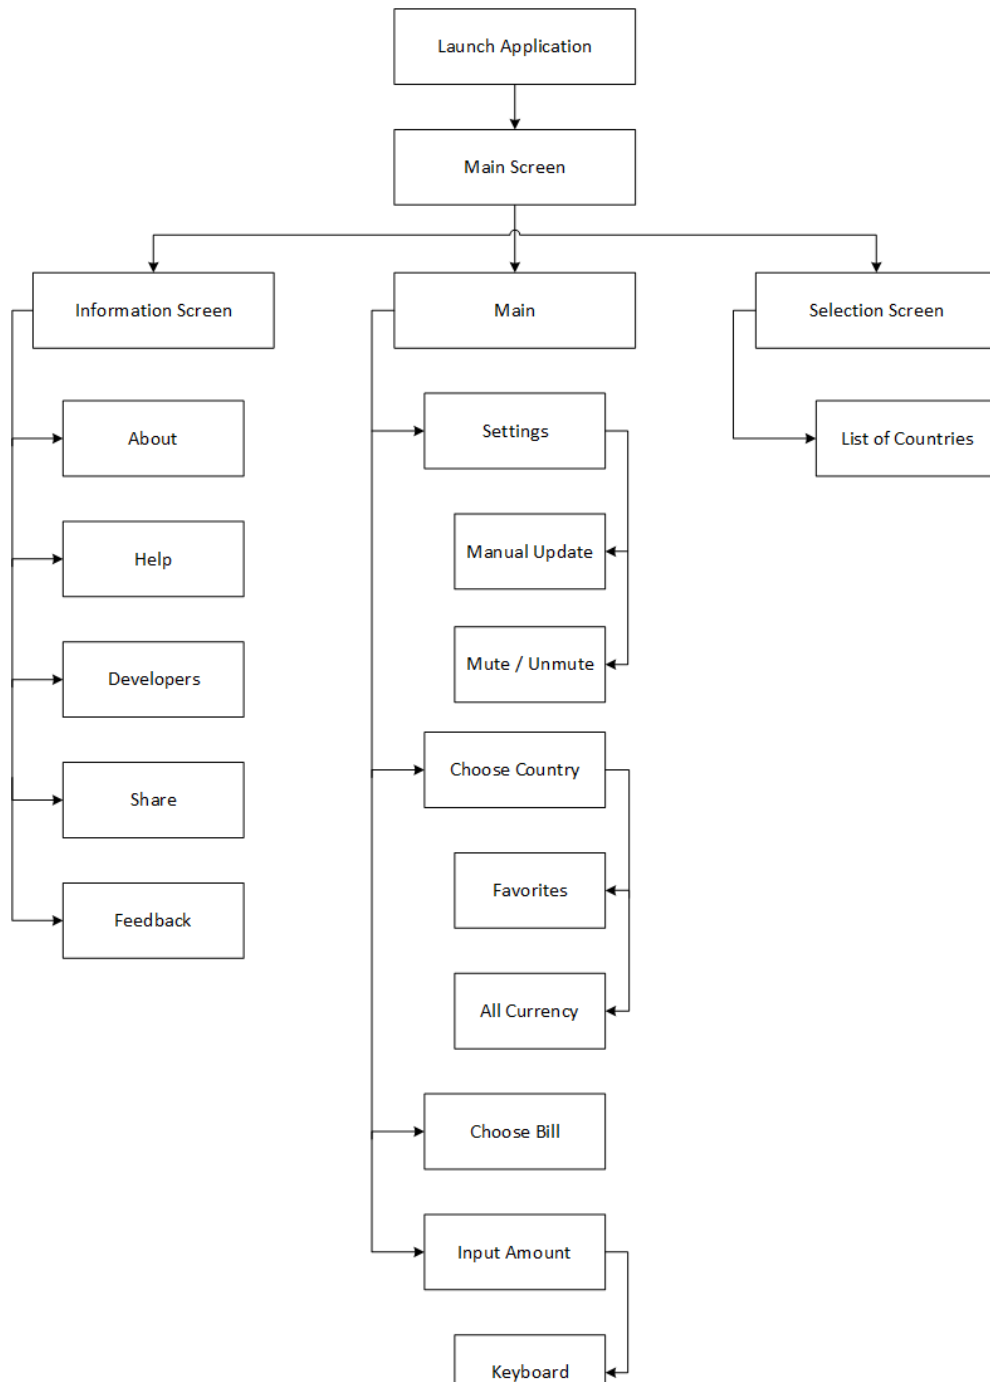 Launch Application
Main Screen
Information Screen
Main
Selection Screen
About
Settings
List of Countries
Help
Manual Update
Developers
Mute / Unmute
Share
Choose Country
Feedback
Favorites
All Currency
Choose Bill
Input Amount
Keyboard